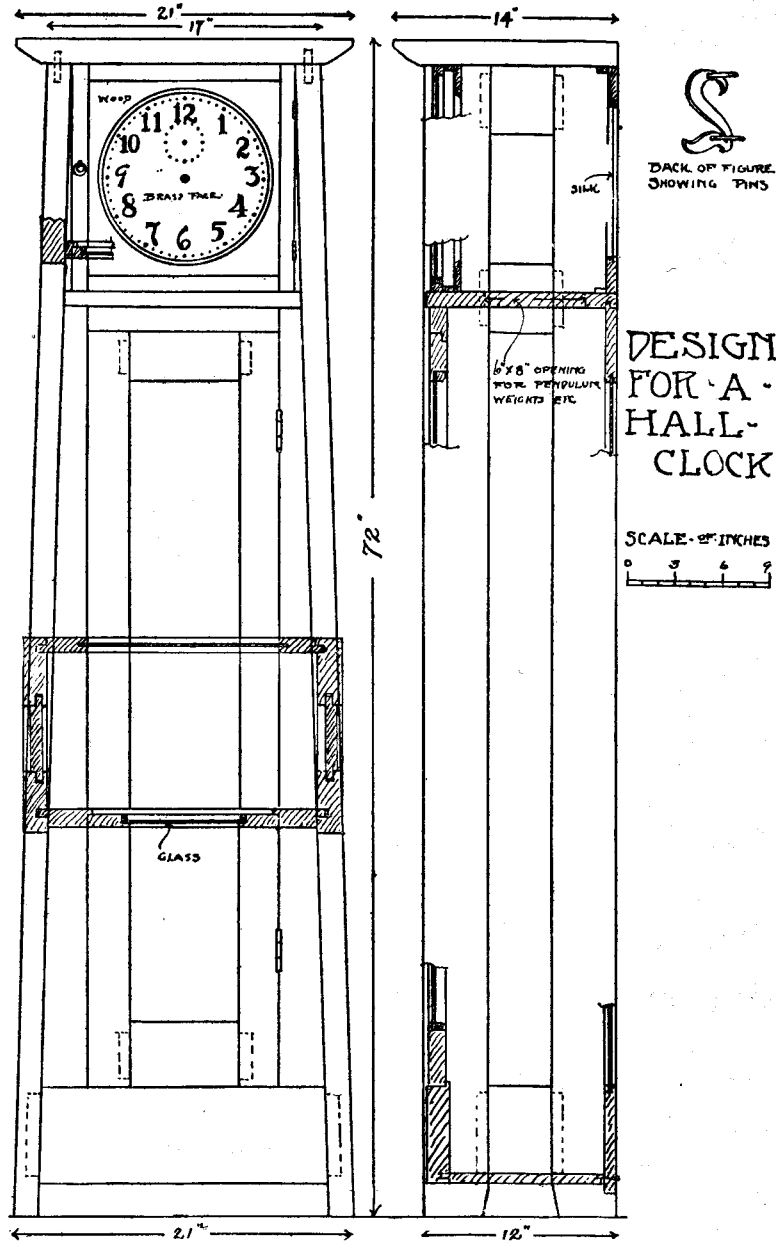 21"
17"
14"
WOOD
12
1
2
3
4
5
6
7
8
9
10
11
BRASS FACE
SILK
BACK OF FIGURE
SHOWING PINS
6"X8" OPENING
FOR PENDULUM
WEIGHTS ETC
DESIGN
FOR·A·
HALL-
CLOCK
72"
SCALE·OF·INCHES
0 3 6 9
GLASS
21"
12"